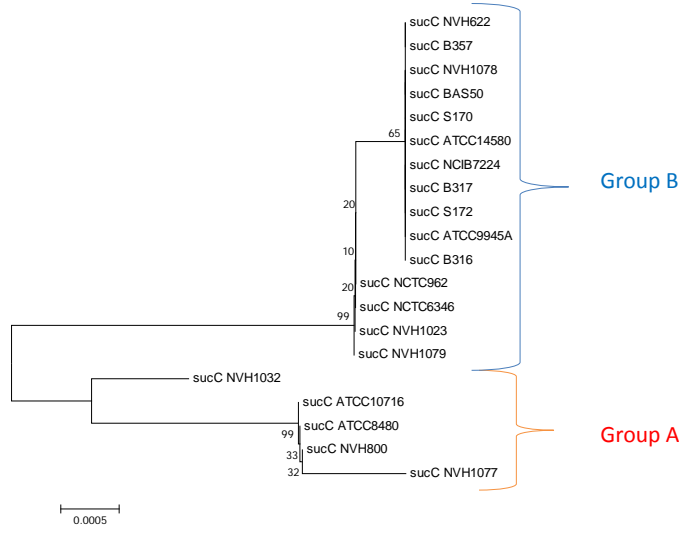 sucC NVH622
sucC B357
sucC NVH1078
sucC BAS50
sucC S170
65
sucC ATCC14580
sucC NCIB7224
Group B
sucC B317
20
sucC S172
sucC ATCC9945A
10
sucC B316
20
sucC NCTC962
sucC NCTC6346
99
sucC NVH1023
sucC NVH1079
sucC NVH1032
sucC ATCC10716
sucC ATCC8480
99
Group A
sucC NVH800
33
32
sucC NVH1077
0.0005